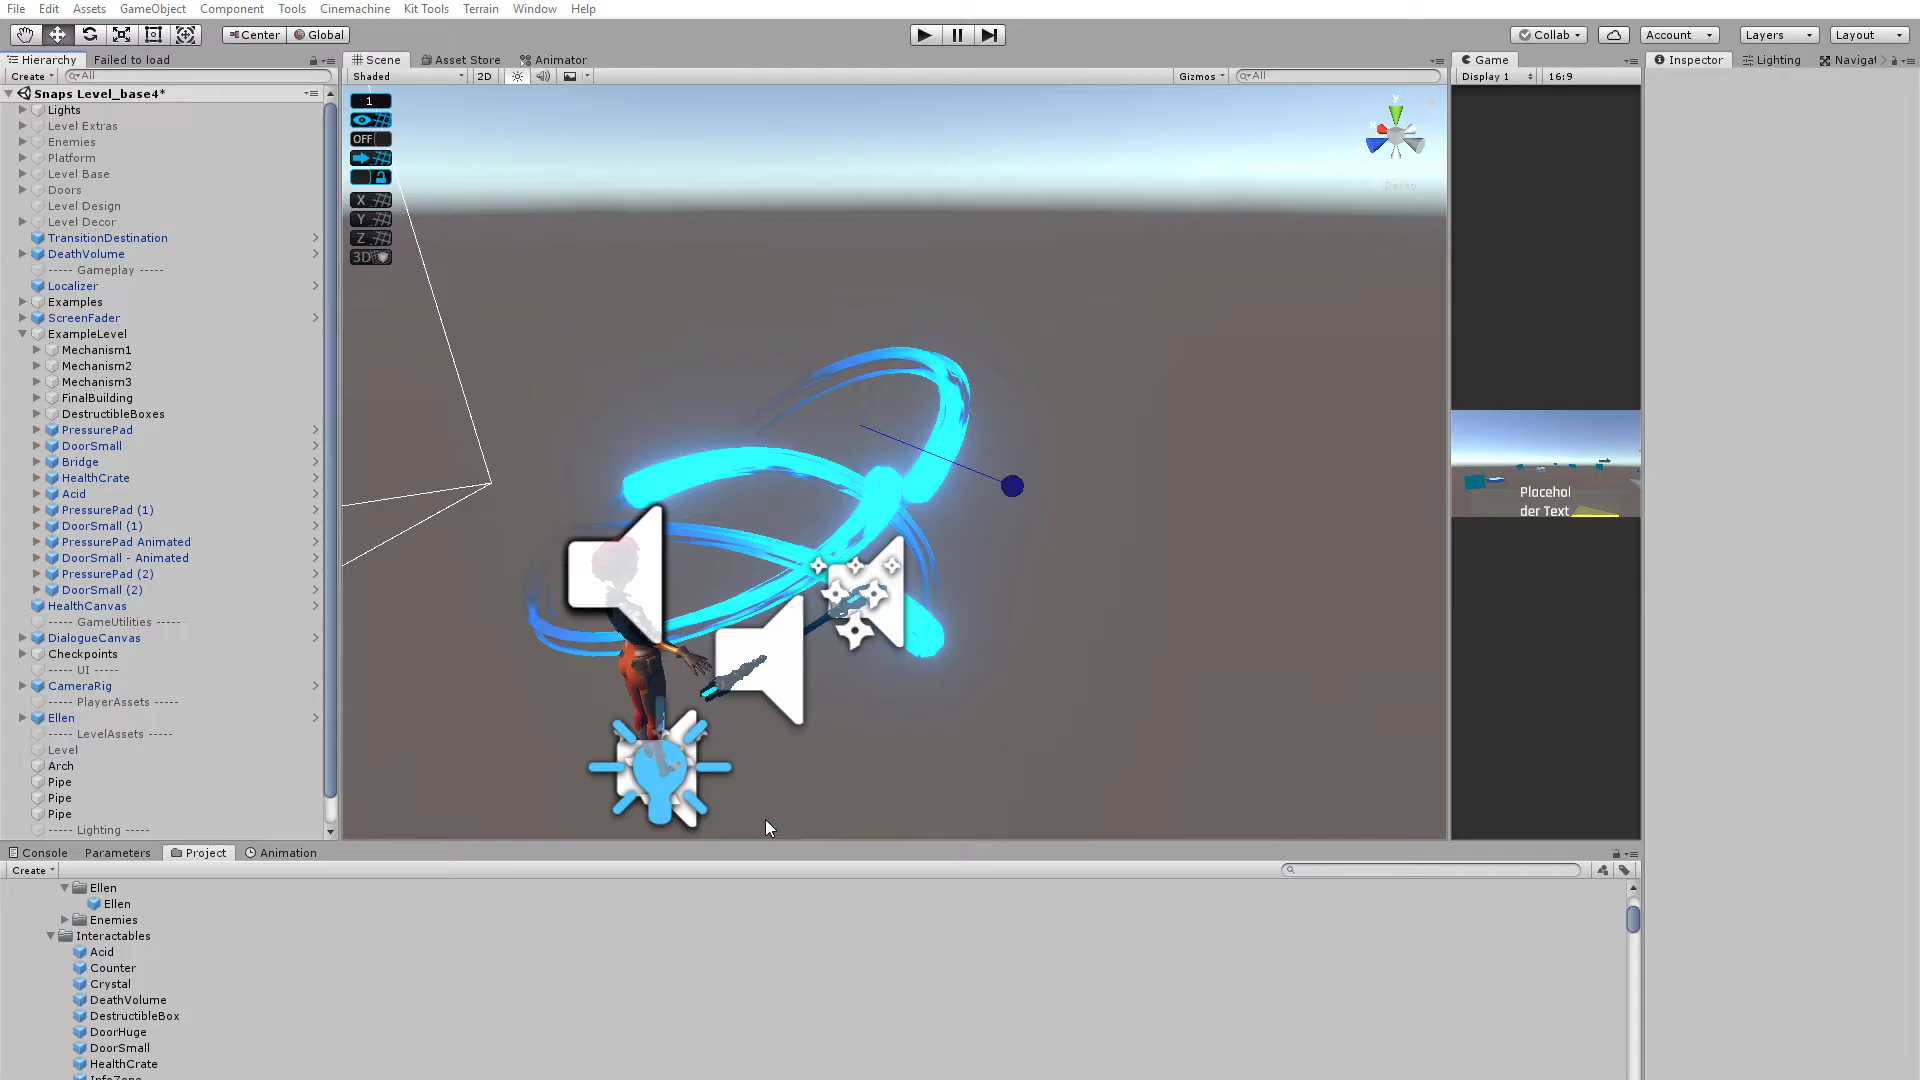 File Edit Assets GameObject Component Tools Cinemachine Kit Tools Terrain Window Help
Center Global Collab Account Layers Layout
Hierarchy Failed to load Scene Asset Store Animator Game Inspector Lighting Navigat
Create All Shaded 2D Gizmos All Display 1 16:9
Snaps Level_base4*
Lights
Level Extras
Enemies
Platform
Level Base
Doors
Level Design
Level Decor
TransitionDestination
DeathVolume
----- Gameplay -----
Localizer
Examples
ScreenFader
ExampleLevel
Mechanism1
Mechanism2
Mechanism3
FinalBuilding
DestructibleBoxes
PressurePad
DoorSmall
Bridge
HealthCrate
Acid
PressurePad (1)
DoorSmall (1)
PressurePad Animated
DoorSmall - Animated
PressurePad (2)
DoorSmall (2)
HealthCanvas
----- GameUtilities -----
DialogueCanvas
Checkpoints
----- UI -----
CameraRig
----- PlayerAssets -----
Ellen
----- LevelAssets -----
Level
Arch
Pipe
Pipe
Pipe
----- Lighting -----
1
OFF
X
Y
Z
3D
y
Persp
Placehol
der Text
Console Parameters Project Animation
Create
Ellen
Ellen
Enemies
Interactables
Acid
Counter
Crystal
DeathVolume
DestructibleBox
DoorHuge
DoorSmall
HealthCrate
InfoZone